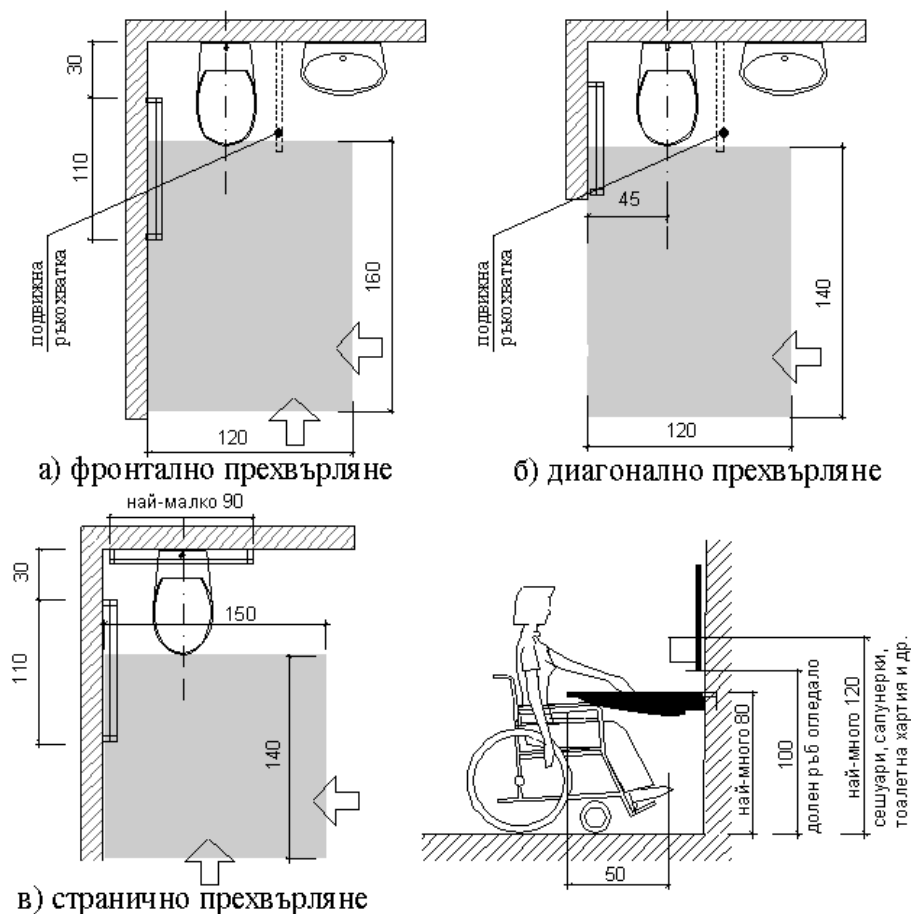 30
110
подвижна
ръкохватка
160
120
а) фронтално прехвърляне
45
подвижна
ръкохватка
140
120
б) диагонално прехвърляне
най-малко 90
30
110
150
140
в) странично прехвърляне
най-много 80
100
долен ръб огледало
най-много 120
сешуари, сапунерки,
тоалетна хартия и др.
50